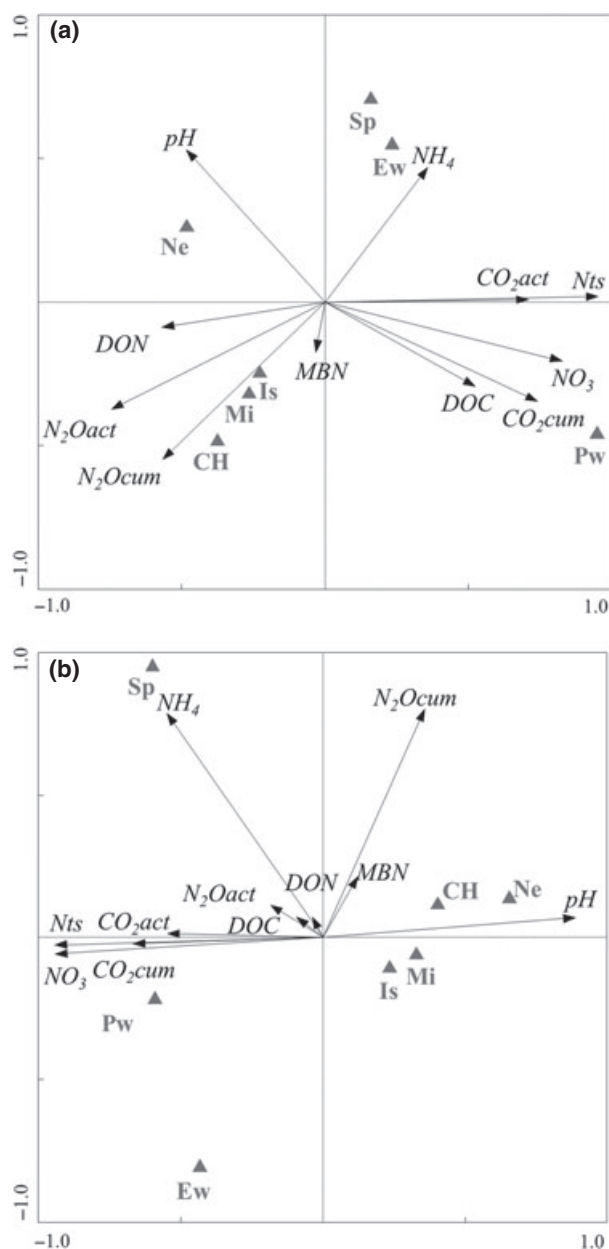 1.0
(a)
Sp
pH
Ew
NH4
Ne
CO2act
Nts
DON
MBN
NO3
Is
DOC
Mi
CO2cum
N2Oact
Pw
N2Ocum
CH
–1.0
–1.0
1.0
1.0
(b)
Sp
NH4
N2Ocum
DON
MBN
N2Oact
CH
Ne
pH
Nts
CO2act
DOC
NO3
CO2cum
Is
Mi
Pw
Ew
–1.0
–1.0
1.0